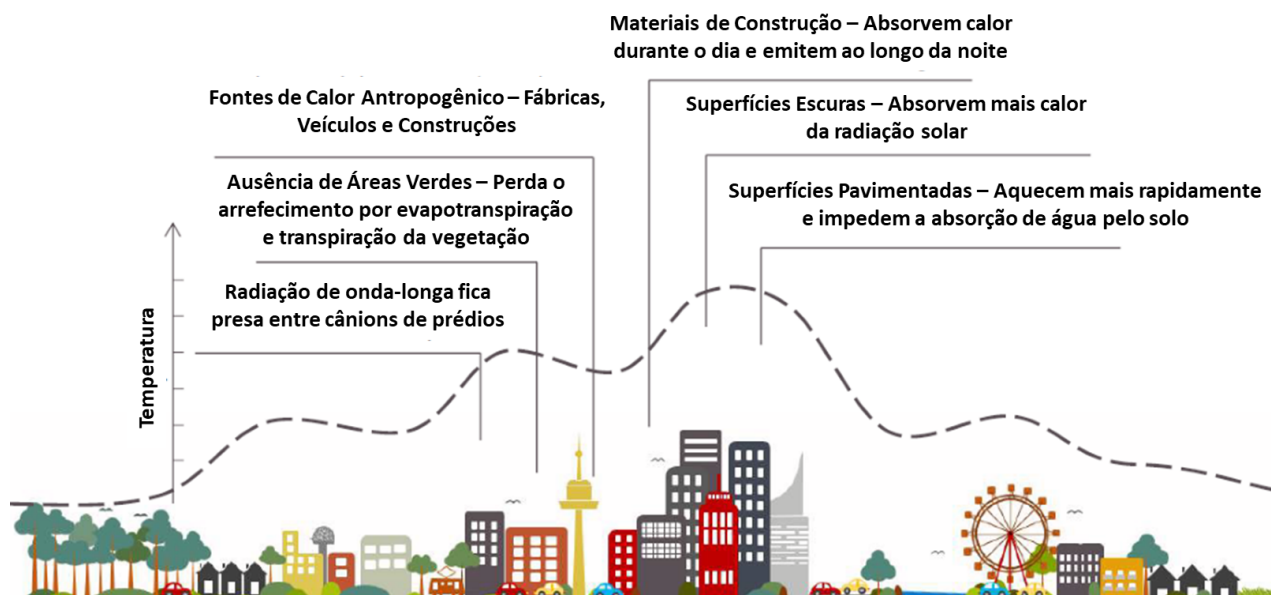 Materiais de Construção – Absorvem calor
durante o dia e emitem ao longo da noite
Fontes de Calor Antropogênico – Fábricas,
Veículos e Construções
Superfícies Escuras – Absorvem mais calor
da radiação solar
Ausência de Áreas Verdes – Perda o
arrefecimento por evapotranspiração
e transpiração da vegetação
Superfícies Pavimentadas – Aquecem mais rapidamente
e impedem a absorção de água pelo solo
Radiação de onda-longa fica
presa entre cânions de prédios
Temperatura